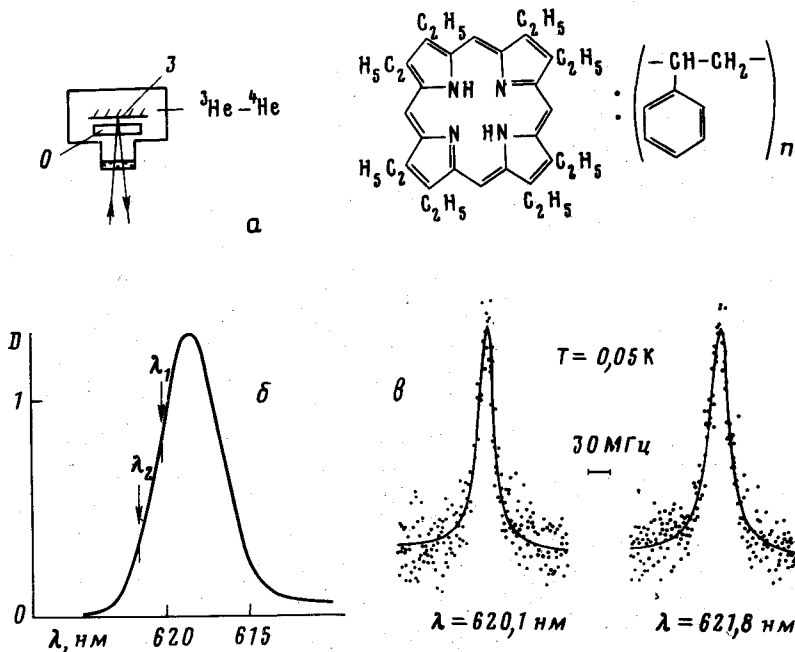 3
³He – ⁴He
0
а
C₂H₅ C₂H₅
H₅C₂ C₂H₅
NH N
N HN
H₅C₂ C₂H₅
C₂H₅ C₂H₅
:
( – CH–CH₂ – )n
D
1
λ₁
λ₂
0
б
λ, нм 620 615
в
T = 0,05 К
30 МГц
λ = 620,1 нм
λ = 621,8 нм